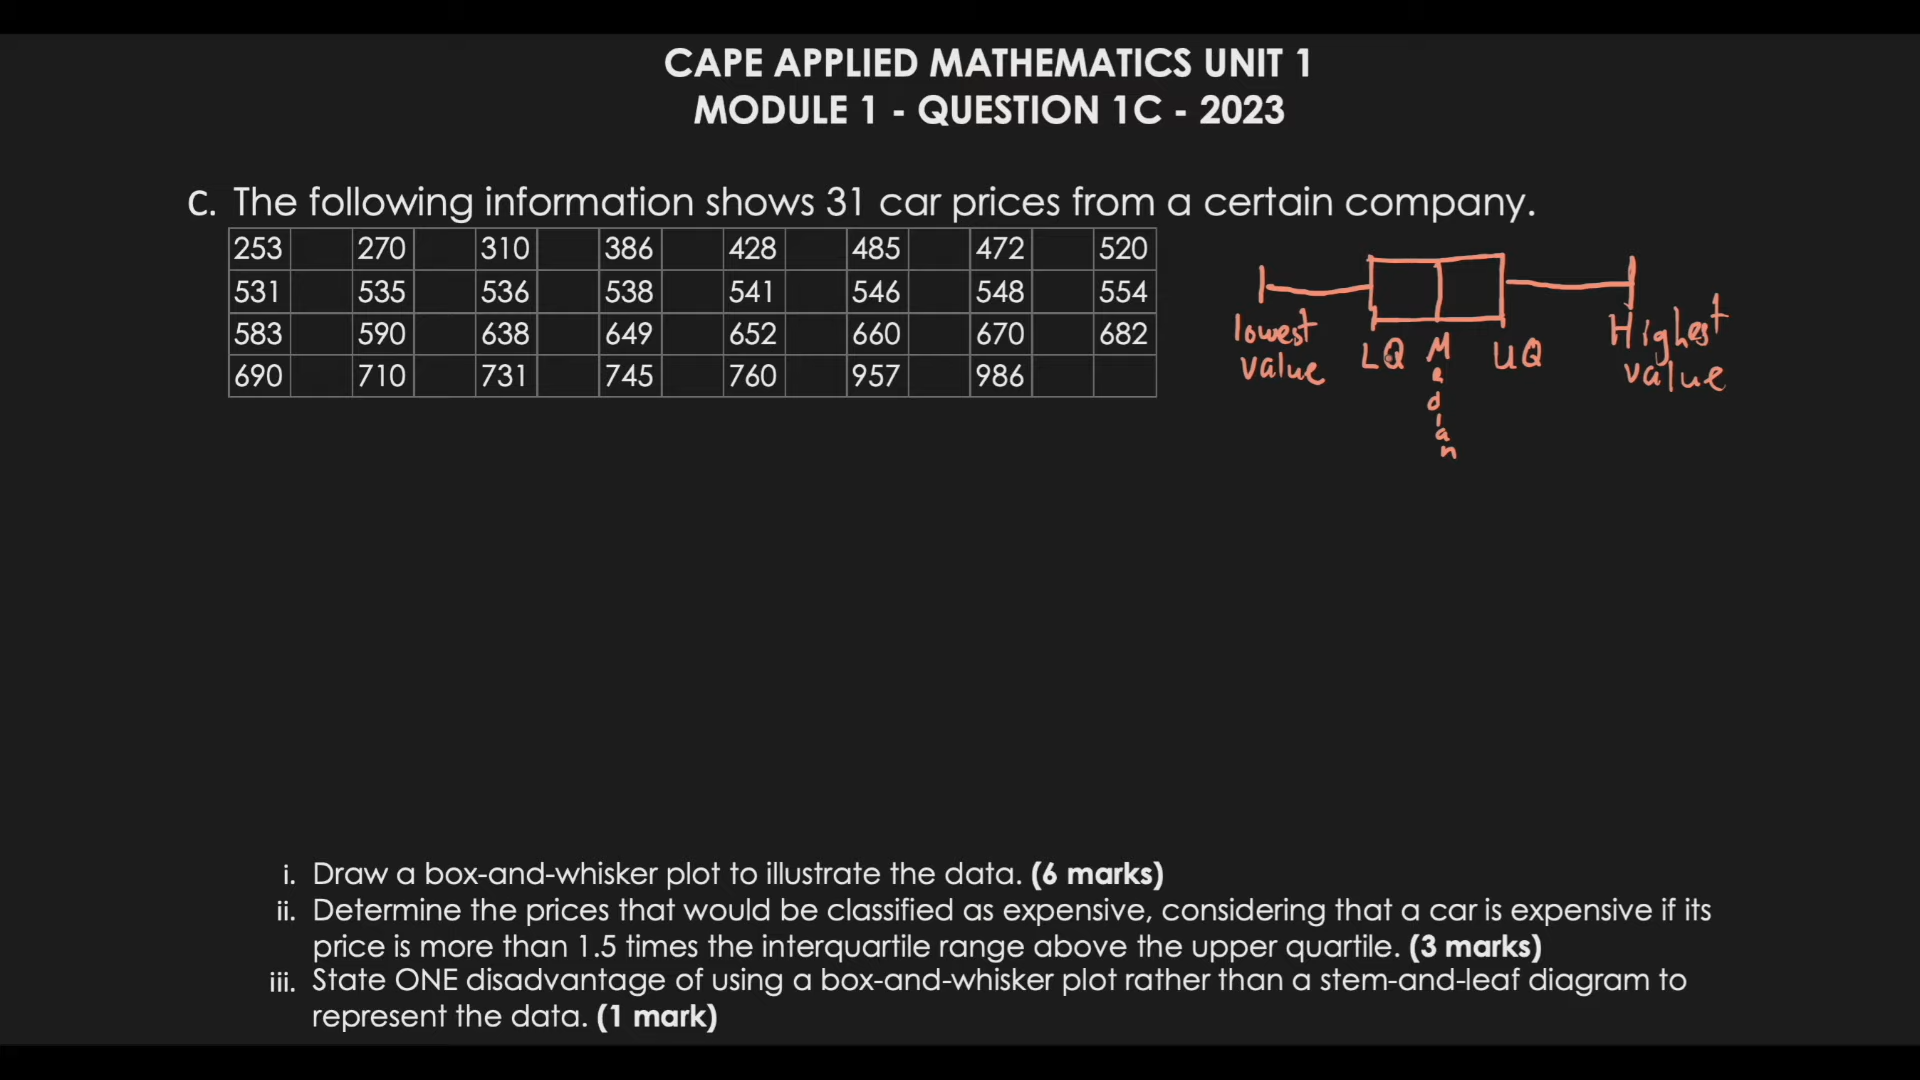 CAPE APPLIED MATHEMATICS UNIT 1
MODULE 1 - QUESTION 1C - 2023
c. The following information shows 31 car prices from a certain company.
253 270 310 386 428 485 472 520
531 535 536 538 541 546 548 554
583 590 638 649 652 660 670 682
690 710 731 745 760 957 986
lowest value
LQ
Median
UQ
Highest value
i. Draw a box-and-whisker plot to illustrate the data. (6 marks)
ii. Determine the prices that would be classified as expensive, considering that a car is expensive if its
price is more than 1.5 times the interquartile range above the upper quartile. (3 marks)
iii. State ONE disadvantage of using a box-and-whisker plot rather than a stem-and-leaf diagram to
represent the data. (1 mark)